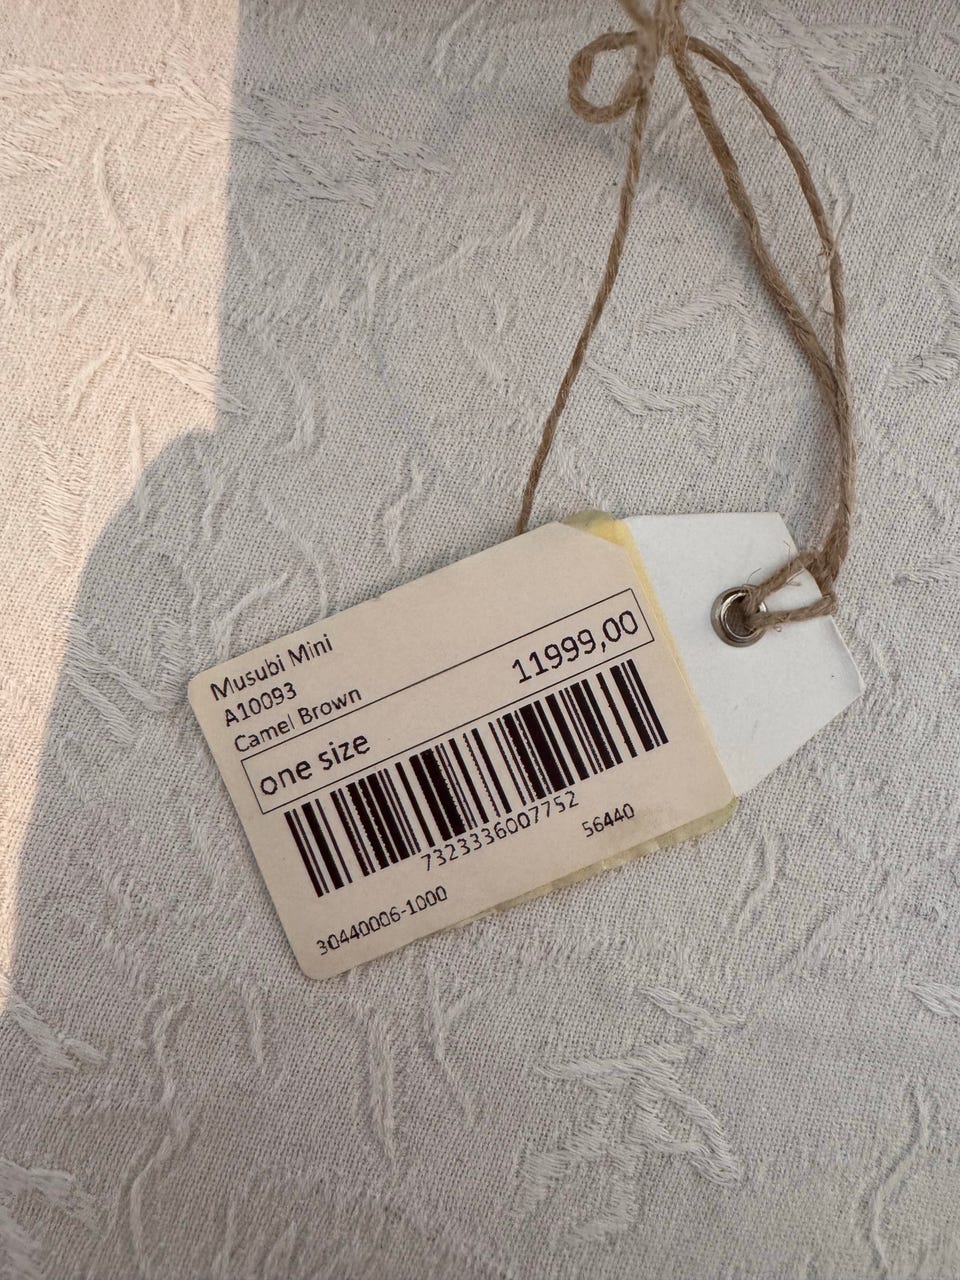 Musubi Mini
A10093
Camel Brown
one size 11999,00
7323336007752
56440
30440006-1000